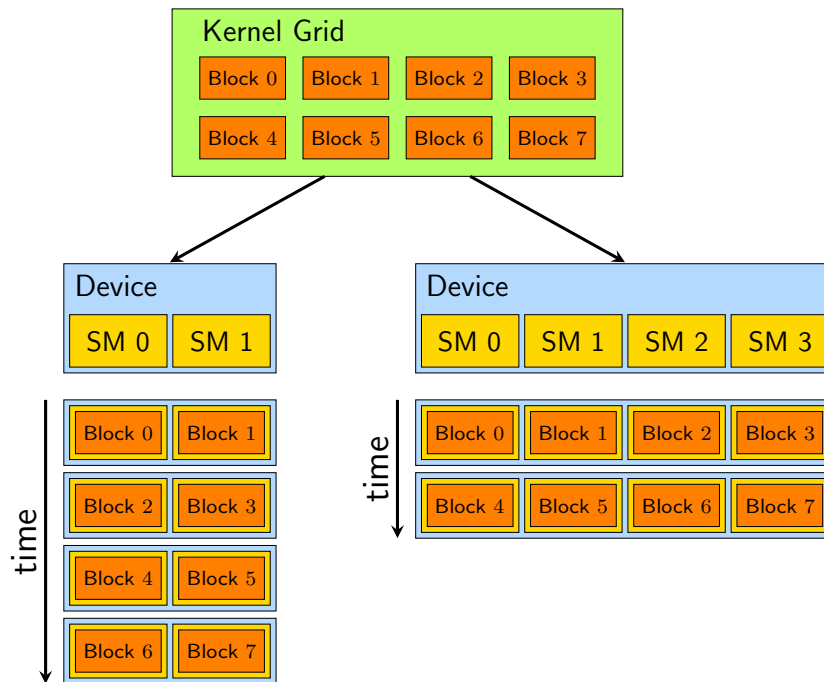 Kernel Grid
Block 0 Block 1 Block 2 Block 3
Block 4 Block 5 Block 6 Block 7
Device
SM 0 SM 1
time
Block 0 Block 1
Block 2 Block 3
Block 4 Block 5
Block 6 Block 7
Device
SM 0 SM 1 SM 2 SM 3
time
Block 0 Block 1 Block 2 Block 3
Block 4 Block 5 Block 6 Block 7